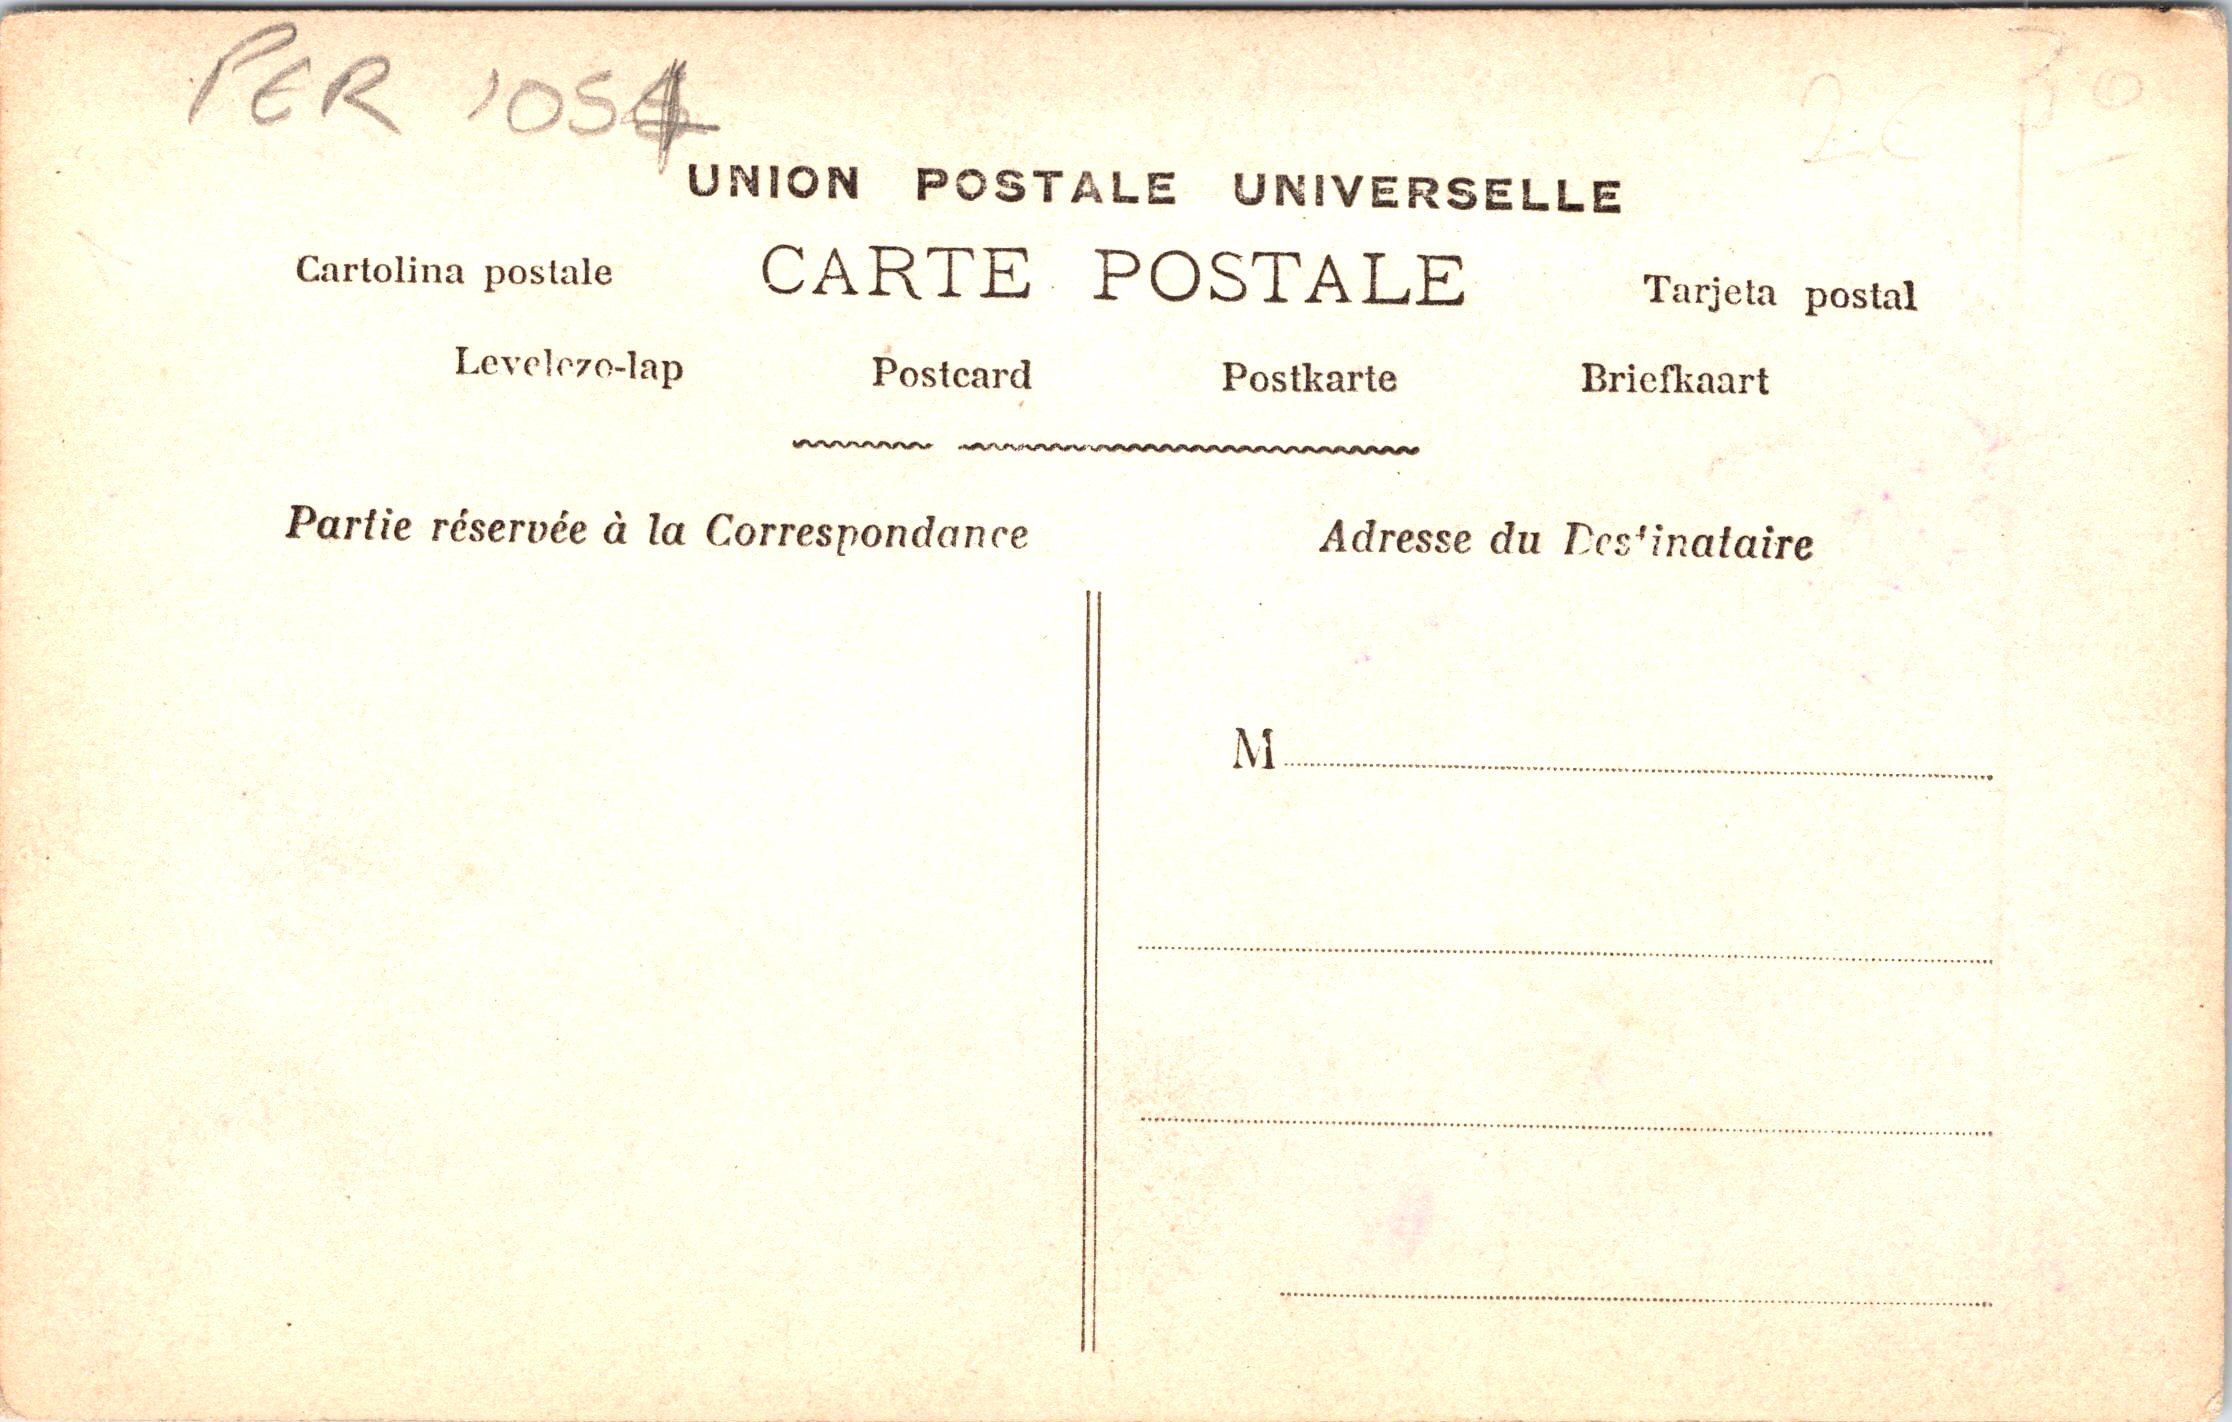 PER 1054
UNION POSTALE UNIVERSELLE
Cartolina postale CARTE POSTALE Tarjeta postal
Levelezo-lap Postcard Postkarte Briefkaart
Partie réservée à la Correspondance Adresse du Destinataire
M